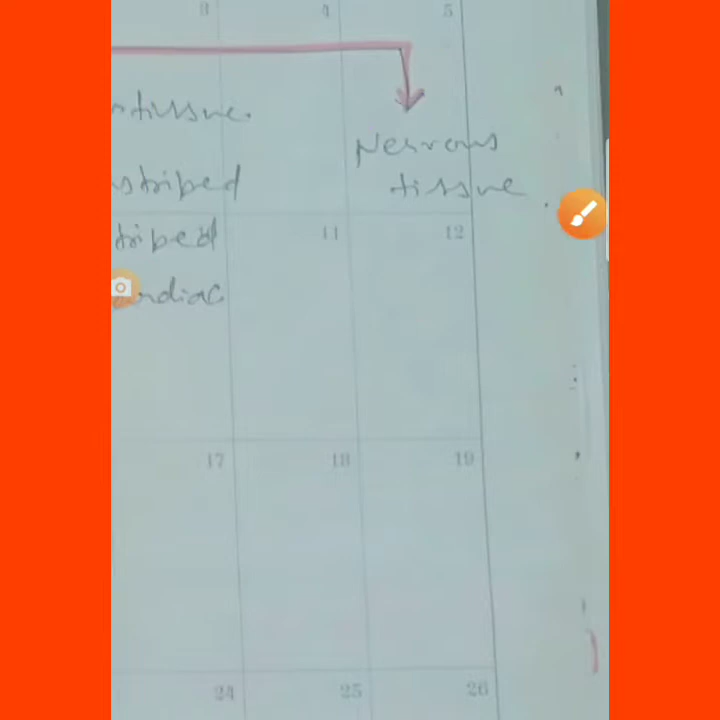 3 4 5
tissue.
Nervous
striped
tissue
triped
11 12
cardiac
17 18 19
24 25 26